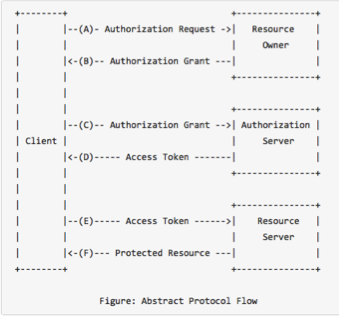 +--------+                               +---------------+
|        |--(A)- Authorization Request ->|   Resource    |
|        |                               |     Owner     |
|        |<-(B)-- Authorization Grant ---|               |
|        |                               +---------------+
|        |
|        |                               +---------------+
|        |--(C)-- Authorization Grant -->| Authorization |
| Client |                               |     Server    |
|        |<-(D)----- Access Token -------|               |
|        |                               +---------------+
|        |
|        |                               +---------------+
|        |--(E)----- Access Token ------>|    Resource   |
|        |                               |     Server    |
|        |<-(F)--- Protected Resource ---|               |
+--------+                               +---------------+
Figure: Abstract Protocol Flow